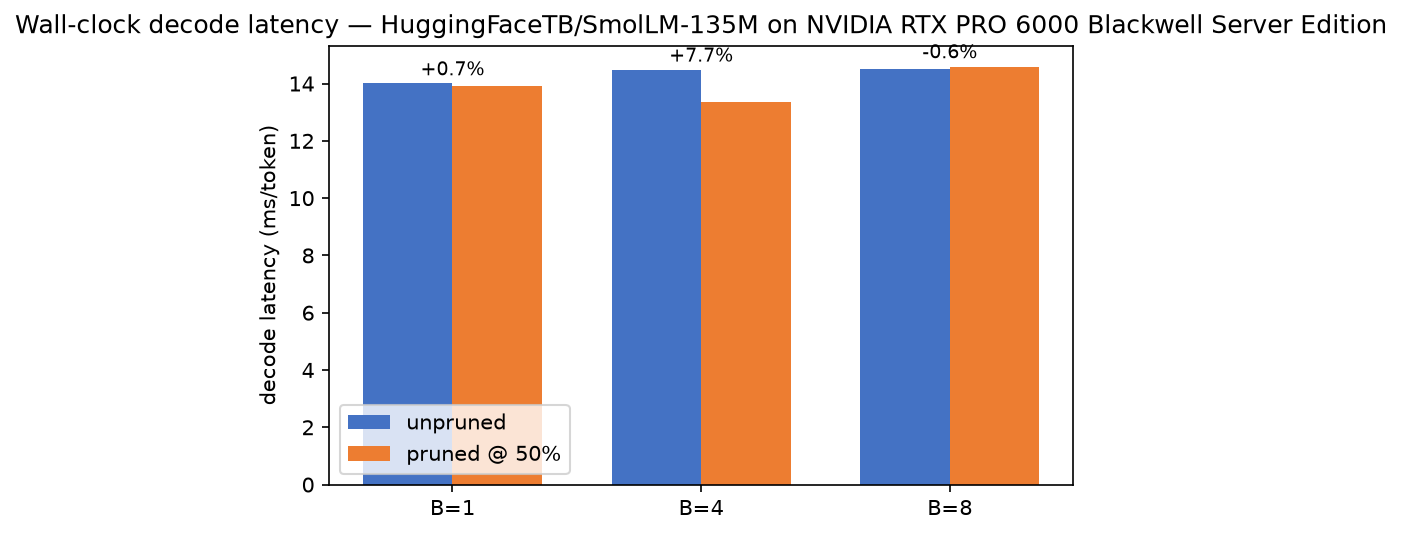 Wall-clock decode latency — HuggingFaceTB/SmolLM-135M on NVIDIA RTX PRO 6000 Blackwell Server Edition
+0.7%
+7.7%
-0.6%
14
12
10
8
6
4
2
0
decode latency (ms/token)
unpruned
pruned @ 50%
B=1
B=4
B=8